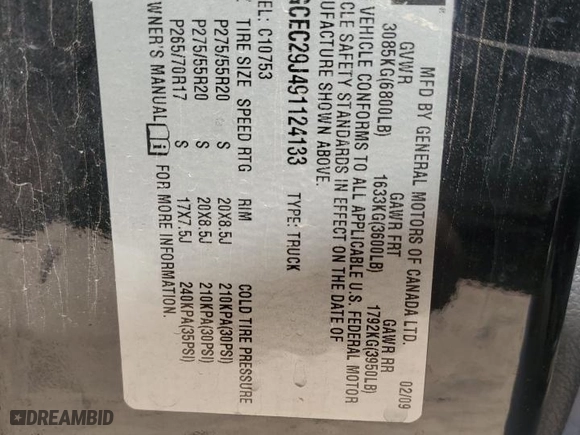 MFD BY GENERAL MOTORS OF CANADA LTD. 02/09
GVWR GAWR FRT GAWR RR
3085KG(6800LB) 1633KG(3600LB) 1792KG(3950LB)
VEHICLE CONFORMS TO ALL APPLICABLE U.S. FEDERAL MOTOR
CLE SAFETY STANDARDS IN EFFECT ON THE DATE OF
UFACTURE SHOWN ABOVE.
GCEC29J491124133 TYPE: TRUCK
C10753
TIRE SIZE SPEED RTG RIM COLD TIRE PRESSURE
P275/55R20 S 20X8.5J 210KPA(30PSI)
P275/55R20 S 20X8.5J 210KPA(30PSI)
P265/70R17 S 17X7.5J 240KPA(35PSI)
WNER'S MANUAL i FOR MORE INFORMATION.
DREAMBID